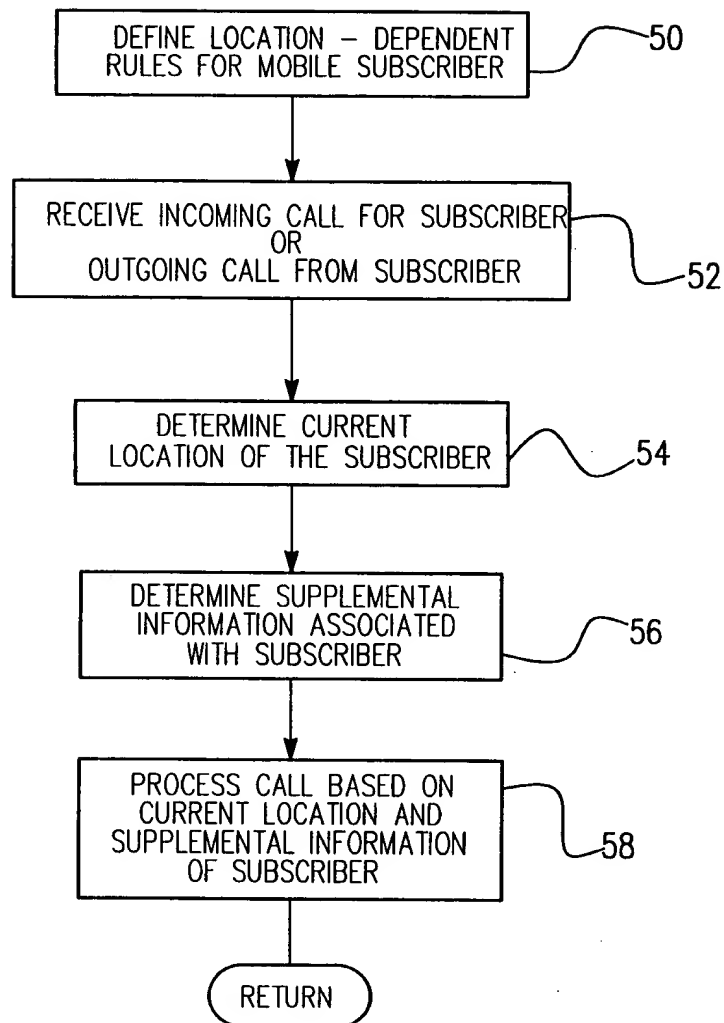 DEFINE LOCATION - DEPENDENT
RULES FOR MOBILE SUBSCRIBER
50
RECEIVE INCOMING CALL FOR SUBSCRIBER
OR
OUTGOING CALL FROM SUBSCRIBER
52
DETERMINE CURRENT
LOCATION OF THE SUBSCRIBER
54
DETERMINE SUPPLEMENTAL
INFORMATION ASSOCIATED
WITH SUBSCRIBER
56
PROCESS CALL BASED ON
CURRENT LOCATION AND
SUPPLEMENTAL INFORMATION
OF SUBSCRIBER
58
RETURN